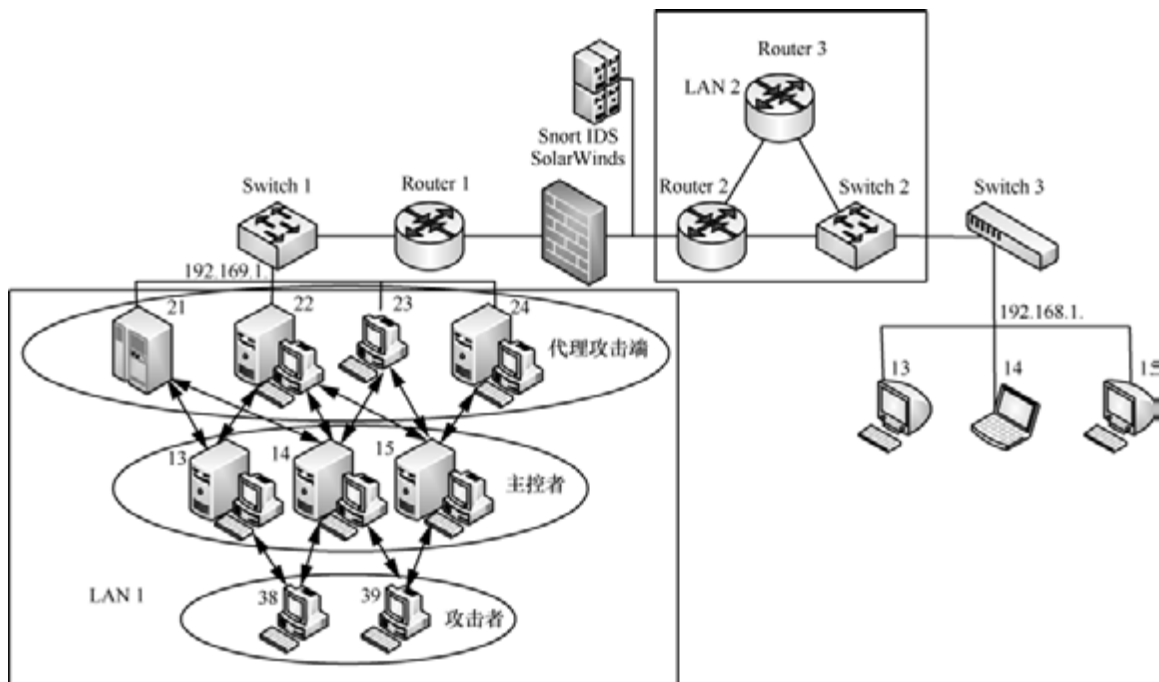 Router 3
LAN 2
Snort IDS
SolarWinds
Switch 1
Router 1
Router 2
Switch 2
Switch 3
192.169.1.
21
22
23
24
代理攻击端
192.168.1.
13
14
15
13
14
15
主控者
LAN 1
38
39
攻击者